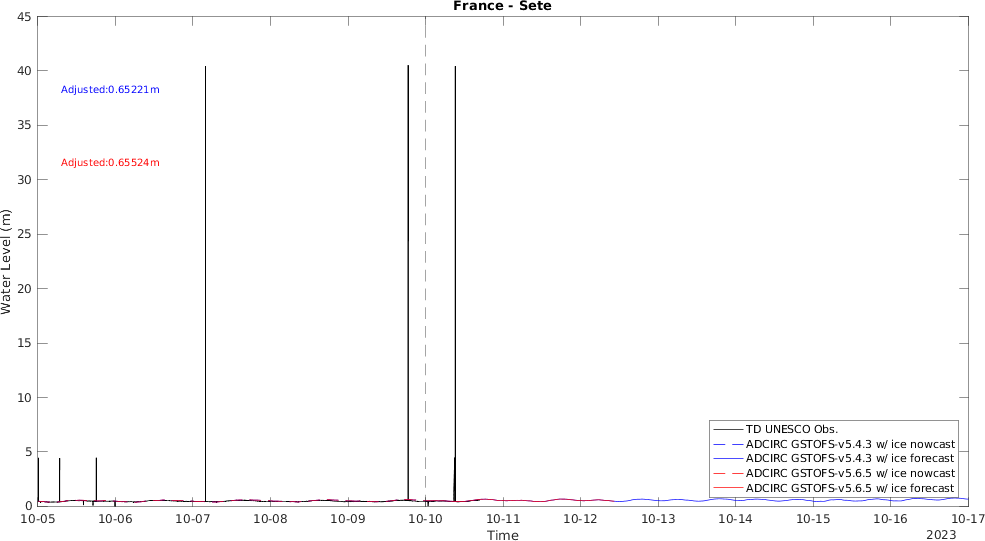 France - Sete
45
40
35
30
25
20
15
10
5
0
Water Level (m)
Adjusted:0.65221m
Adjusted:0.65524m
TD UNESCO Obs.
ADCIRC GSTOFS-v5.4.3 w/ ice nowcast
ADCIRC GSTOFS-v5.4.3 w/ ice forecast
ADCIRC GSTOFS-v5.6.5 w/ ice nowcast
ADCIRC GSTOFS-v5.6.5 w/ ice forecast
10-05 10-06 10-07 10-08 10-09 10-10 10-11 10-12 10-13 10-14 10-15 10-16 10-17
Time
2023